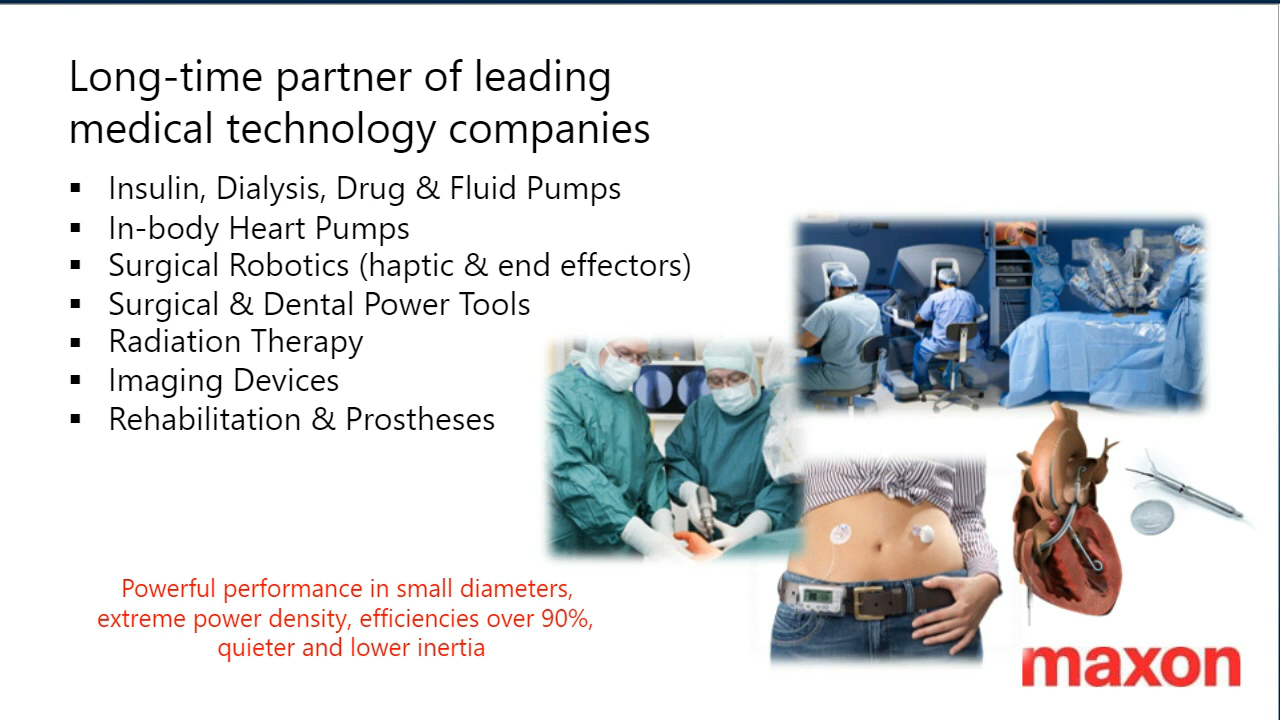 Long-time partner of leading
medical technology companies
▪ Insulin, Dialysis, Drug & Fluid Pumps
▪ In-body Heart Pumps
▪ Surgical Robotics (haptic & end effectors)
▪ Surgical & Dental Power Tools
▪ Radiation Therapy
▪ Imaging Devices
▪ Rehabilitation & Prostheses
Powerful performance in small diameters,
extreme power density, efficiencies over 90%,
quieter and lower inertia
maxon